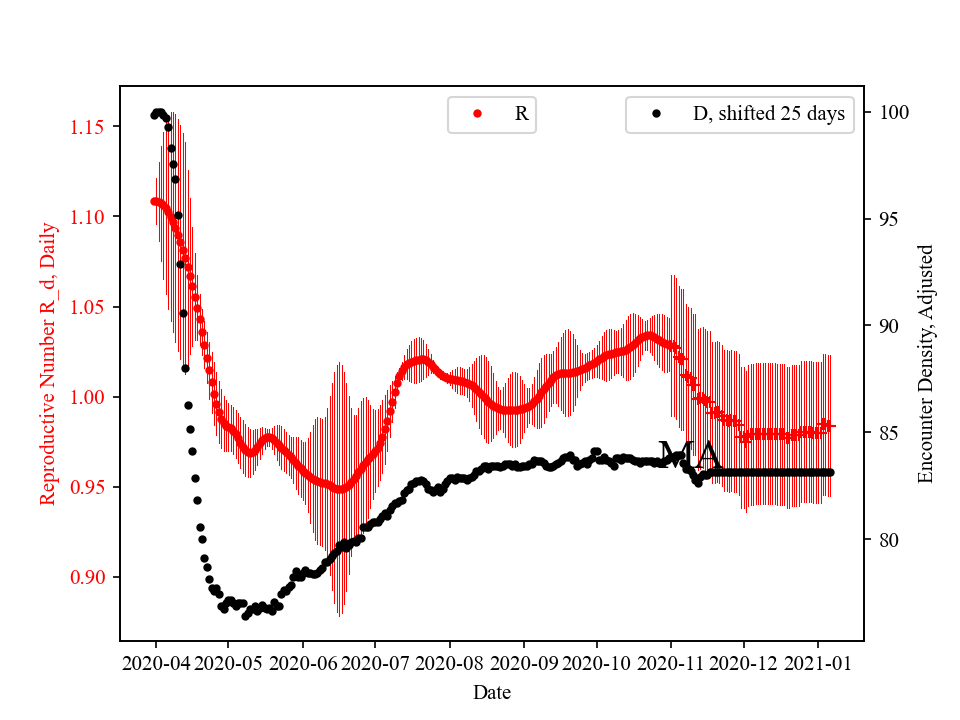 R
D, shifted 25 days
1.15
1.10
1.05
1.00
0.95
0.90
Reproductive Number R_d, Daily
100
95
90
85
80
Encounter Density, Adjusted
MA
2020-04 2020-05 2020-06 2020-07 2020-08 2020-09 2020-10 2020-11 2020-12 2021-01
Date